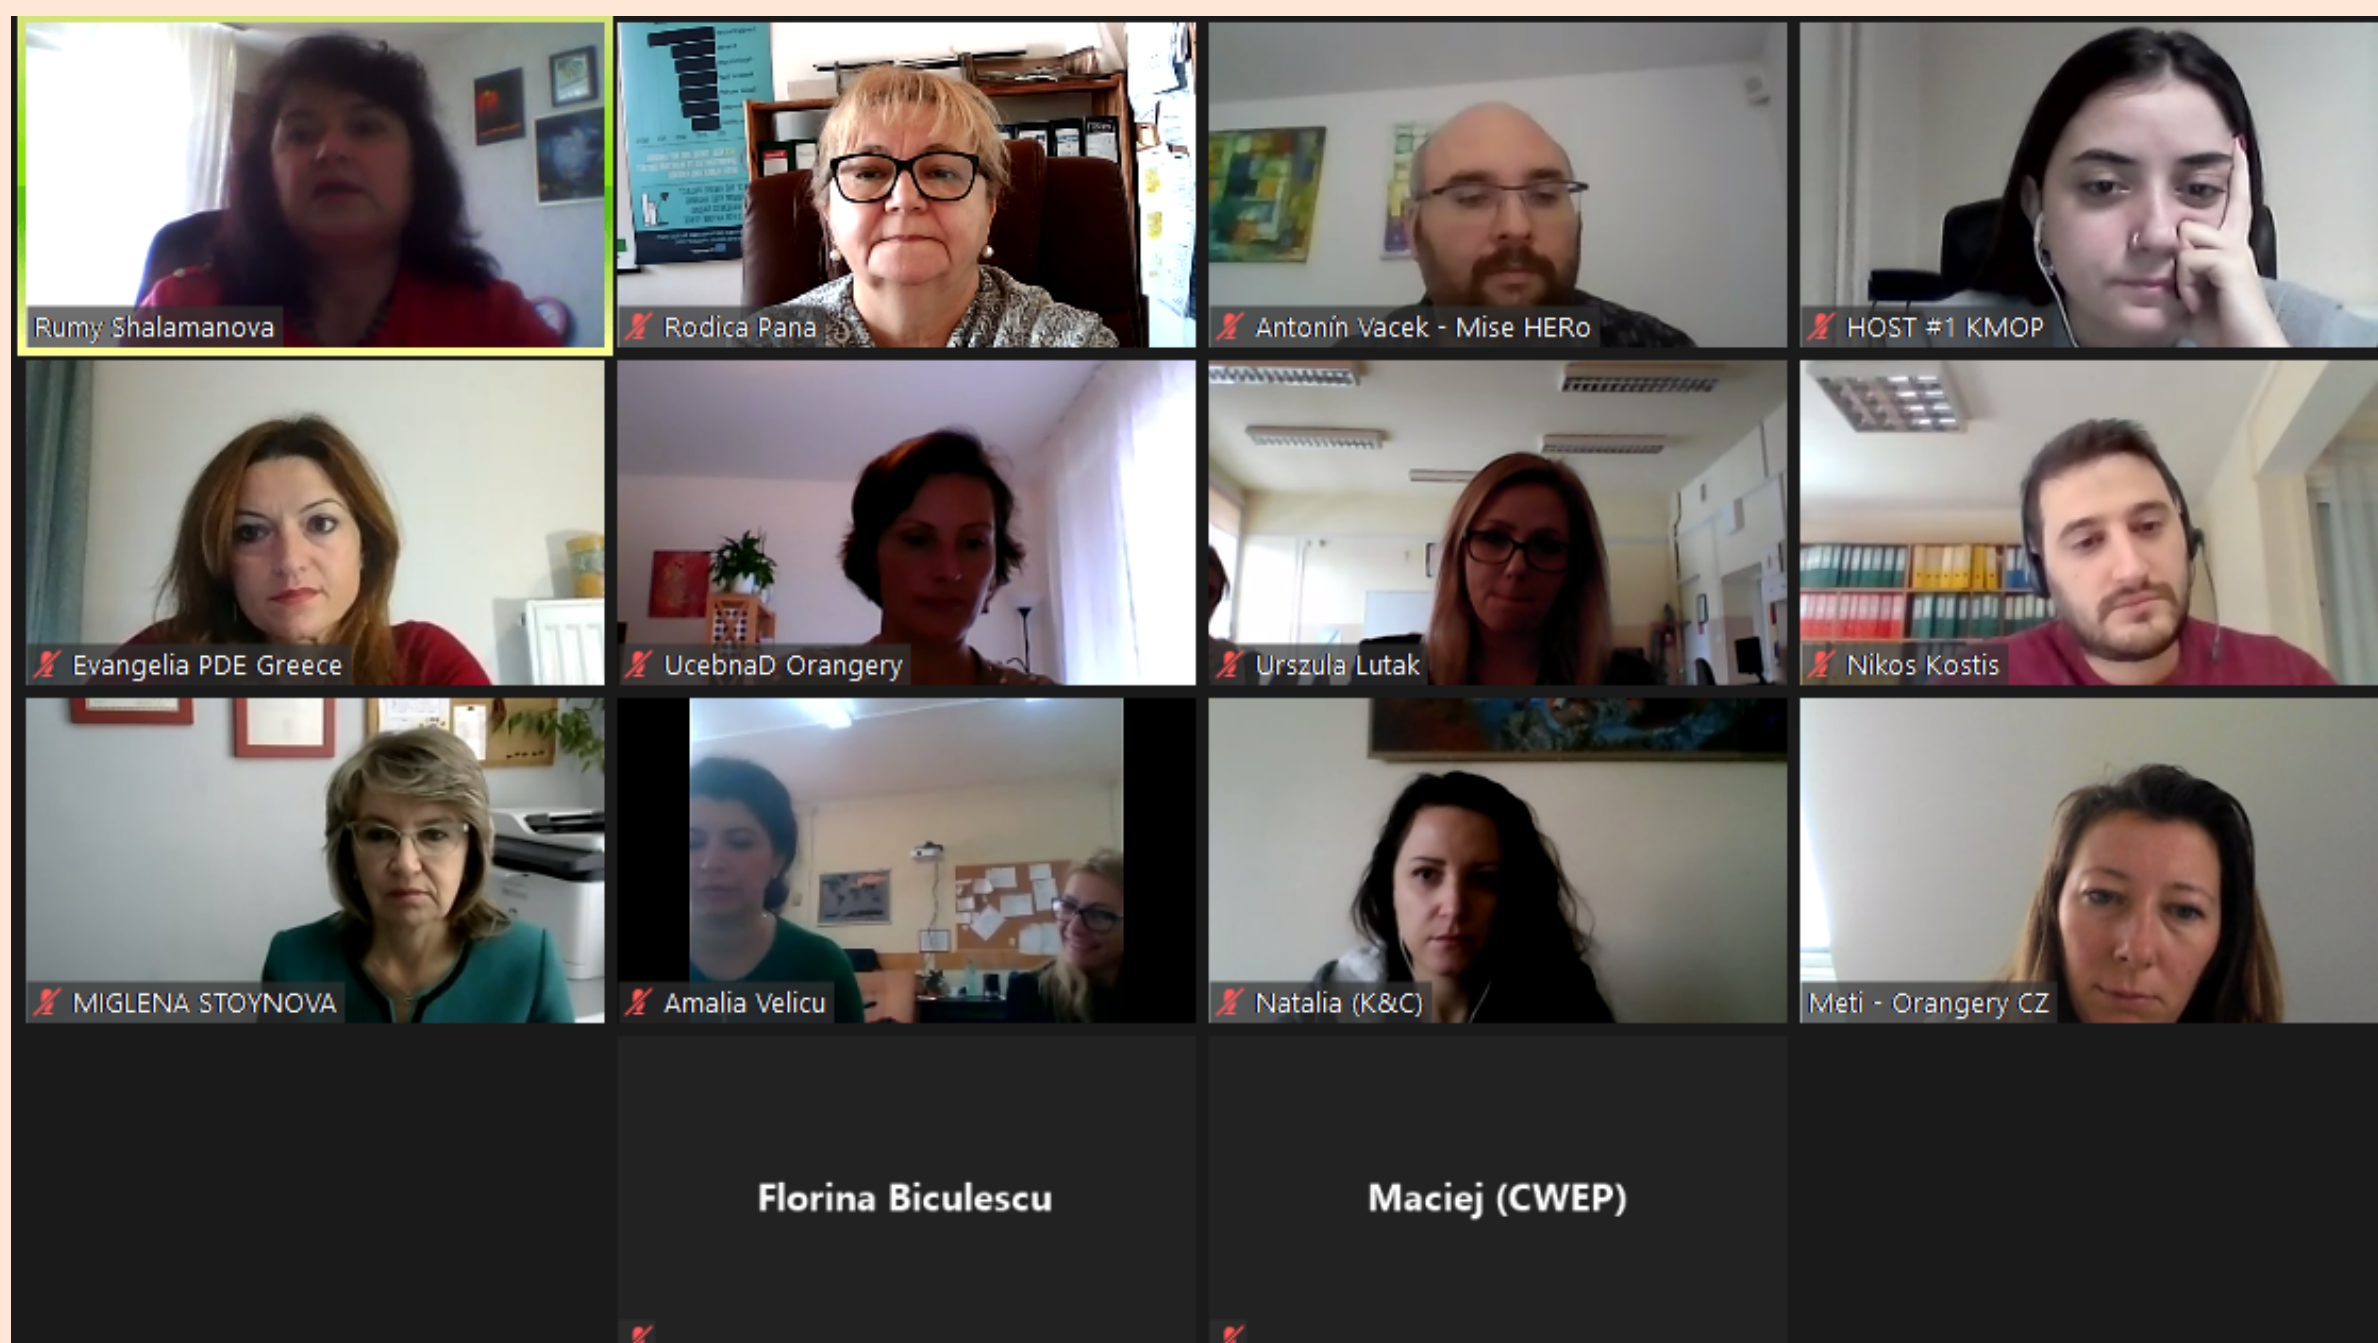 Rumy Shalamanova
Rodica Pana
Antonín Vacek - Mise HERo
HOST #1 KMOP
Evangelia PDE Greece
UcebnaD Orangery
Urszula Lutak
Nikos Kostis
MIGLENA STOYNOVA
Amalia Velicu
Natalia (K&C)
Meti - Orangery CZ
Florina Biculescu
Maciej (CWEP)